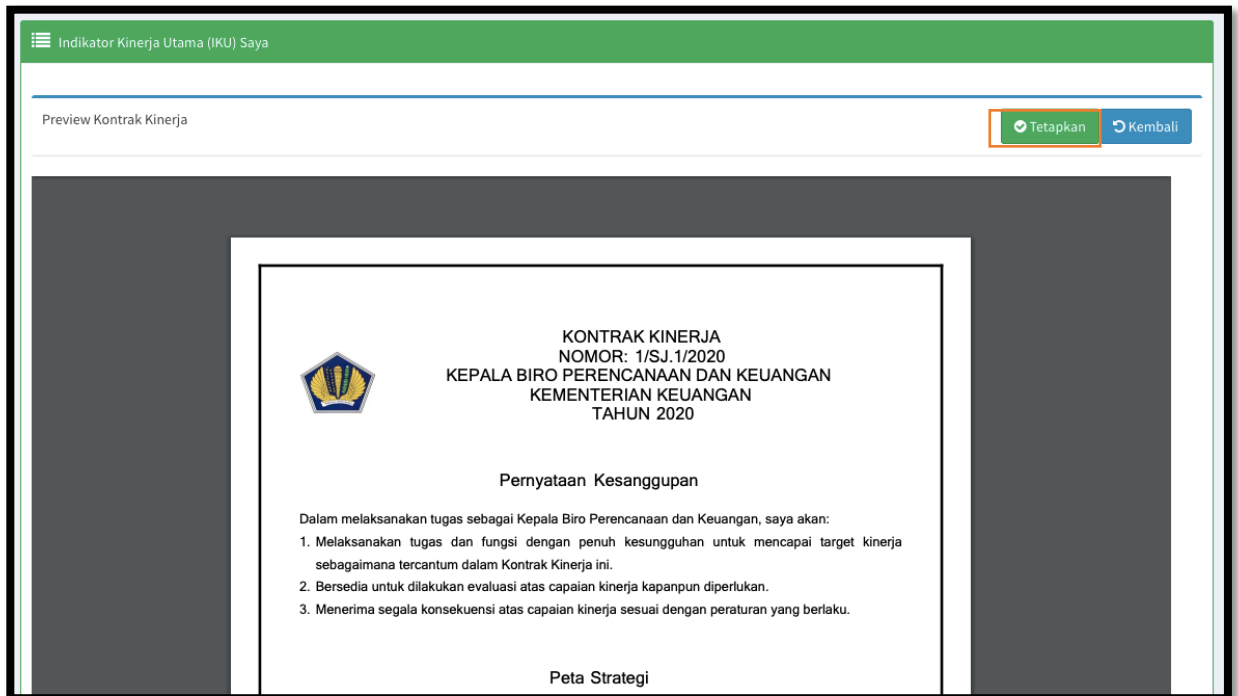 Indikator Kinerja Utama (IKU) Saya
Preview Kontrak Kinerja
Tetapkan
Kembali
KONTRAK KINERJA
NOMOR: 1/SJ.1/2020
KEPALA BIRO PERENCANAAN DAN KEUANGAN
KEMENTERIAN KEUANGAN
TAHUN 2020
Pernyataan Kesanggupan
Dalam melaksanakan tugas sebagai Kepala Biro Perencanaan dan Keuangan, saya akan:
1. Melaksanakan tugas dan fungsi dengan penuh kesungguhan untuk mencapai target kinerja
sebagaimana tercantum dalam Kontrak Kinerja ini.
2. Bersedia untuk dilakukan evaluasi atas capaian kinerja kapanpun diperlukan.
3. Menerima segala konsekuensi atas capaian kinerja sesuai dengan peraturan yang berlaku.
Peta Strategi